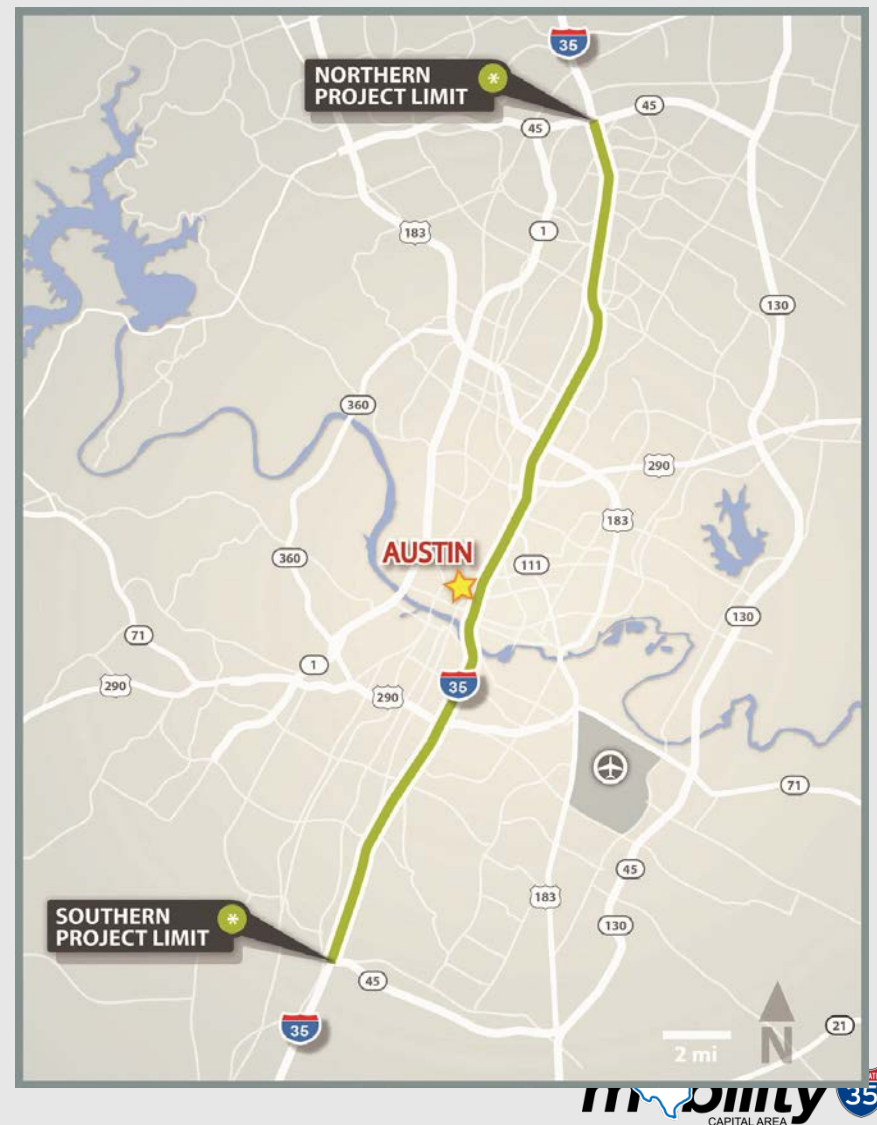 35
NORTHERN
PROJECT LIMIT
*
45
45
183
1
130
360
290
183
AUSTIN
111
360
130
71
1
35
290
290
71
45
183
130
SOUTHERN
PROJECT LIMIT
*
45
35
21
2 mi
N
mobility 35
CAPITAL AREA